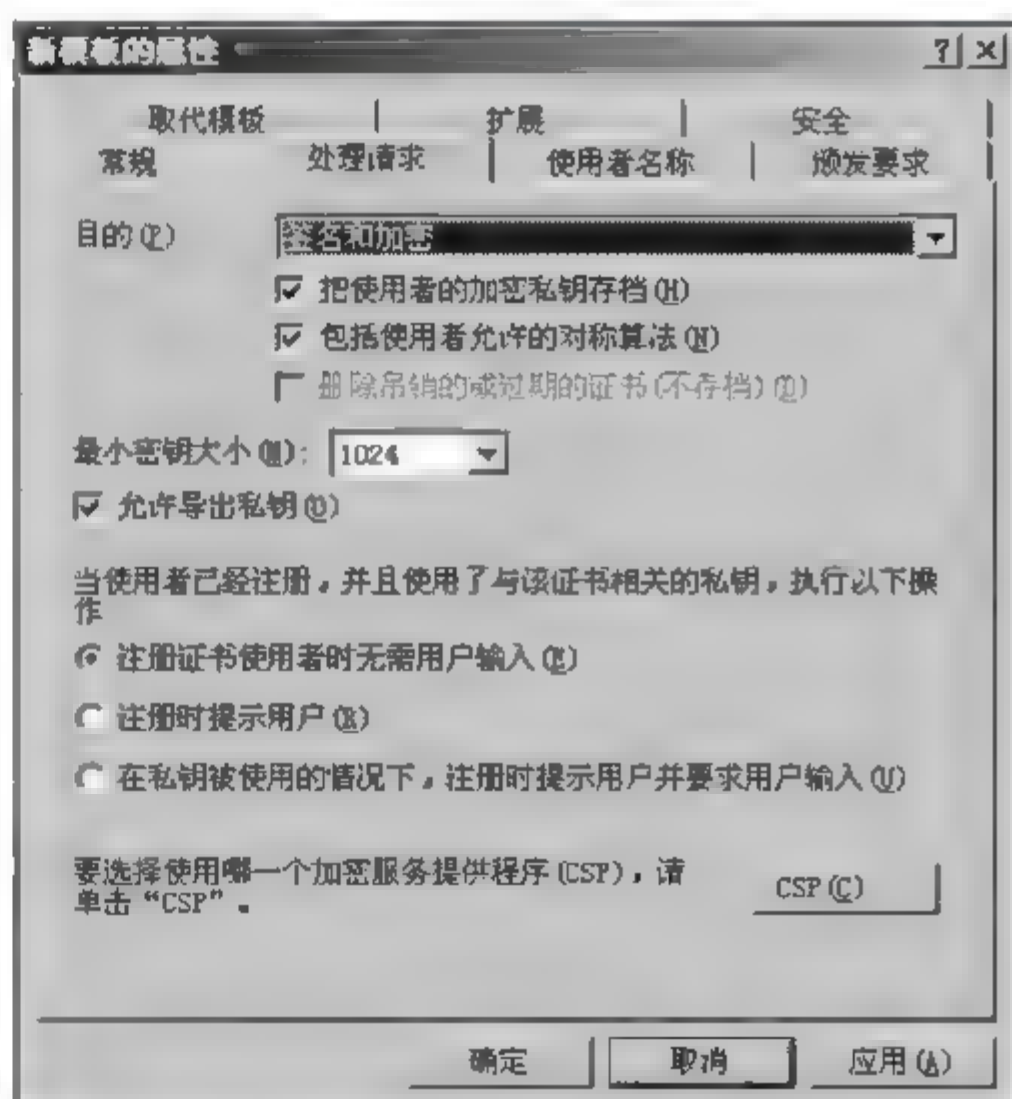 新模板的属性
取代模板 扩展 安全
常规 处理请求 使用者名称 颁发要求
目的(P) 签名和加密
把使用者的加密私钥存档(H)
包括使用者允许的对称算法(N)
删除吊销的或过期的证书(不存档)(D)
最小密钥大小(M): 1024
允许导出私钥(O)
当使用者已经注册，并且使用了与该证书相关的私钥，执行以下操
作
注册证书使用者时无需用户输入(E)
注册时提示用户(R)
在私钥被使用的情况下，注册时提示用户并要求用户输入(U)
要选择使用哪一个加密服务提供程序(CSP)，请
单击“CSP”。
CSP(C)
确定 取消 应用(A)